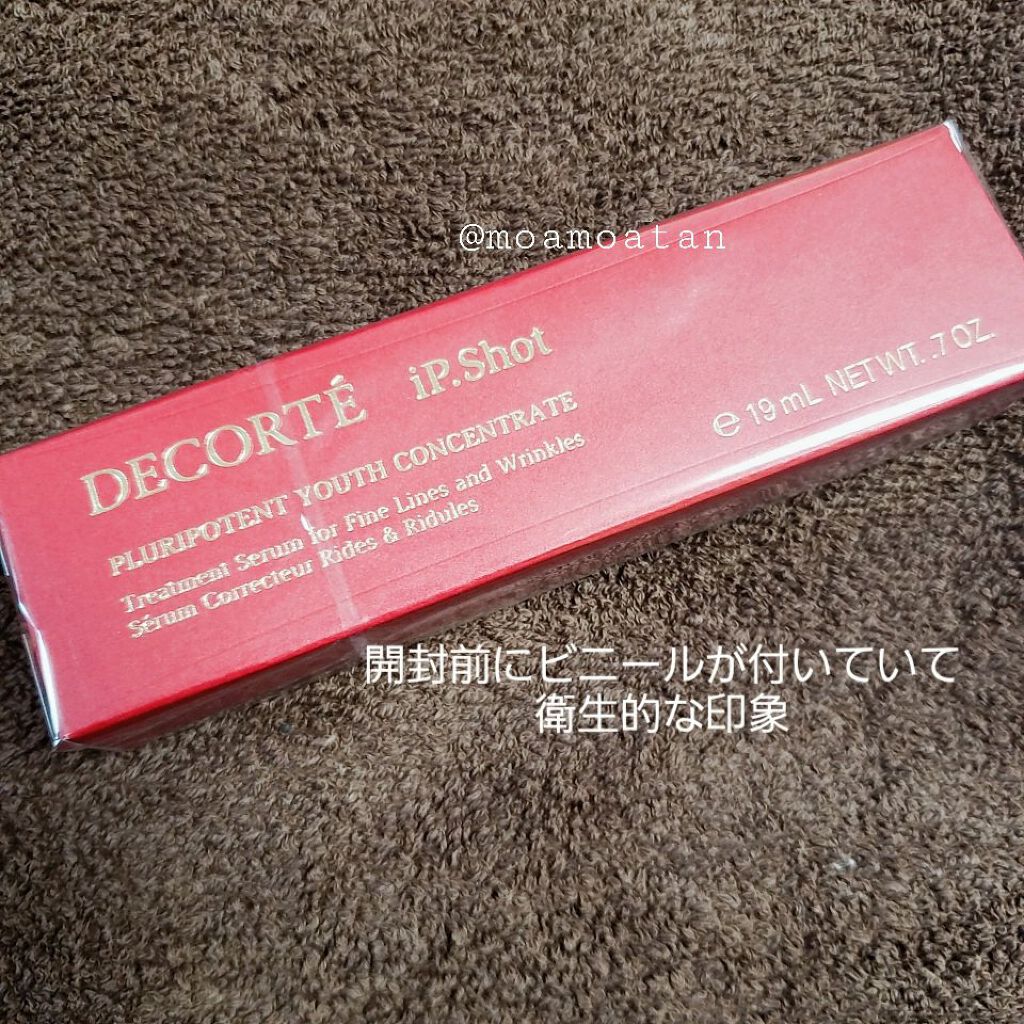 @moamoatan
DECORTÉ iP.Shot
PLURIPOTENT YOUTH CONCENTRATE
Treatment Serum for Fine Lines and Wrinkles
Sérum Correcteur Rides & Ridules
℮ 19 mL NET WT. .7 OZ.
開封前にビニールが付いていて
衛生的な印象